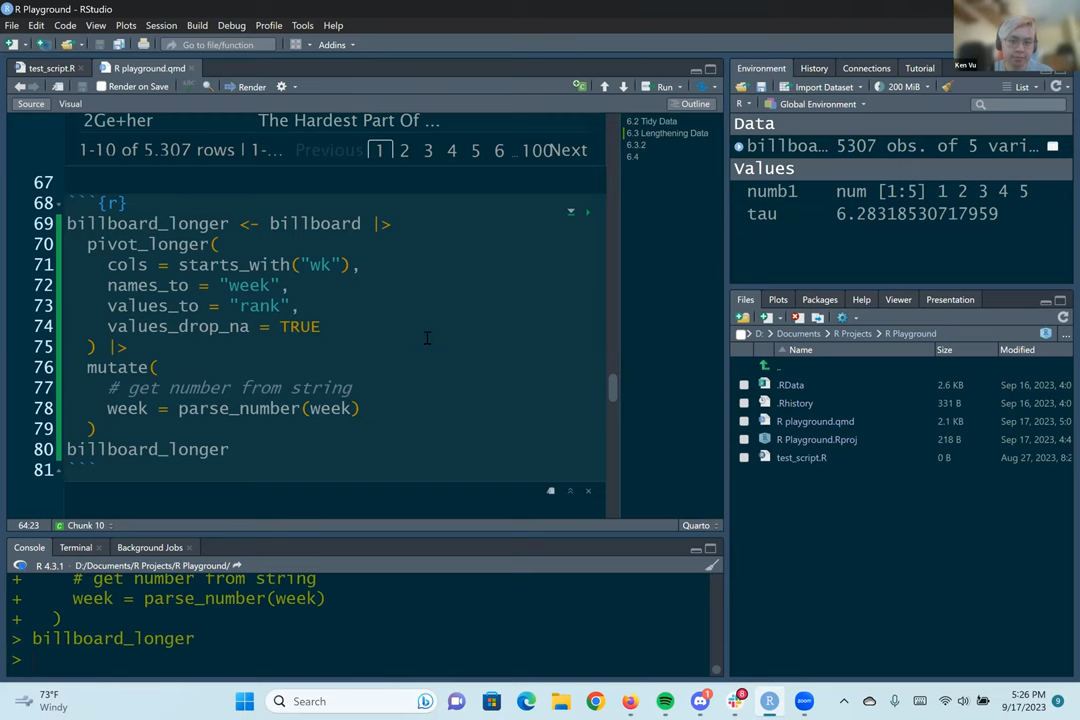 R Playground - RStudio
File Edit Code View Plots Session Build Debug Profile Tools Help
Go to file/function
Addins
test_script.R
R playground.qmd
Render on Save
Render
Run
Source Visual
Outline
2Ge+her The Hardest Part Of ...
1-10 of 5,307 rows | 1-... Previous 1 2 3 4 5 6 ... 100 Next
67
68 ```{r}
69 billboard_longer <- billboard |>
70 pivot_longer(
71 cols = starts_with("wk"),
72 names_to = "week",
73 values_to = "rank",
74 values_drop_na = TRUE
75 ) |>
76 mutate(
77 # get number from string
78 week = parse_number(week)
79 )
80 billboard_longer
81 ```
6.2 Tidy Data
6.3 Lengthening Data
6.3.2
6.4
64:23 Chunk 10 Quarto
Console Terminal Background Jobs
R 4.3.1 · D:/Documents/R Projects/R Playground/
+ # get number from string
+ week = parse_number(week)
+ )
> billboard_longer
>
Ken Vu
Environment History Connections Tutorial
Import Dataset 200 MiB List
R Global Environment
Data
billboa... 5307 obs. of 5 vari...
Values
numb1 num [1:5] 1 2 3 4 5
tau 6.28318530717959
Files Plots Packages Help Viewer Presentation
D: Documents R Projects R Playground
Name Size Modified
..
.RData 2.6 KB Sep 16, 2023, 4:0
.Rhistory 331 B Sep 16, 2023, 4:0
R playground.qmd 2.1 KB Sep 17, 2023, 5:0
R Playground.Rproj 218 B Sep 17, 2023, 4:4
test_script.R 0 B Aug 27, 2023, 8:2
73°F
Windy
Search
1
8
5:26 PM
9/17/2023
9